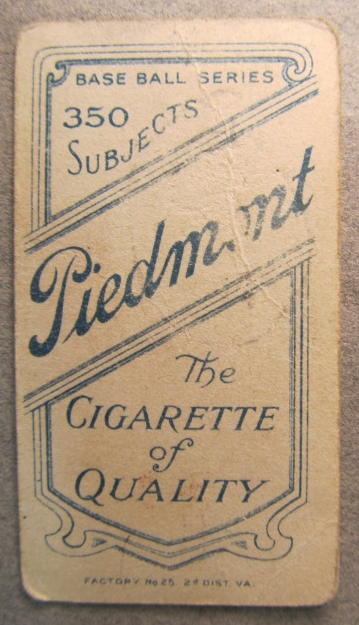 BASE BALL SERIES
350
SUBJECTS
Piedmont
The
CIGARETTE
of
QUALITY
FACTORY No 25. 2d DIST. VA.